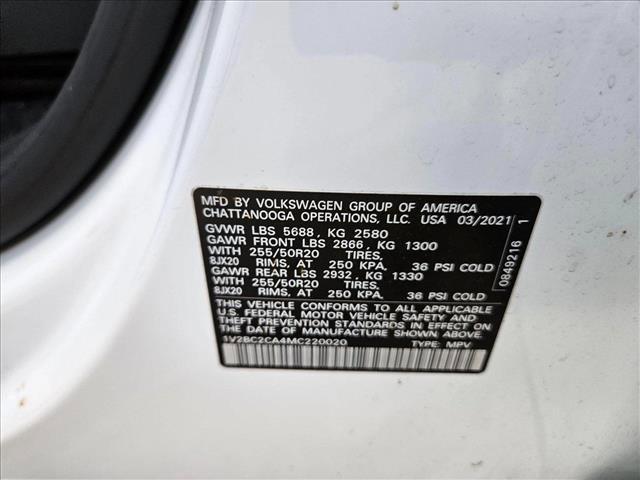 MFD BY VOLKSWAGEN GROUP OF AMERICA
CHATTANOOGA OPERATIONS, LLC. USA 03/2021
GVWR LBS 5688, KG 2580
GAWR FRONT LBS 2866, KG 1300
WITH 255/50R20 TIRES,
8JX20 RIMS, AT 250 KPA, 36 PSI COLD
GAWR REAR LBS 2932, KG 1330
WITH 255/50R20 TIRES,
8JX20 RIMS, AT 250 KPA, 36 PSI COLD
THIS VEHICLE CONFORMS TO ALL APPLICABLE
U.S. FEDERAL MOTOR VEHICLE SAFETY AND
THEFT PREVENTION STANDARDS IN EFFECT ON
THE DATE OF MANUFACTURE SHOWN ABOVE.
1V2BC2CA4MC220020 TYPE: MPV
0849216 1